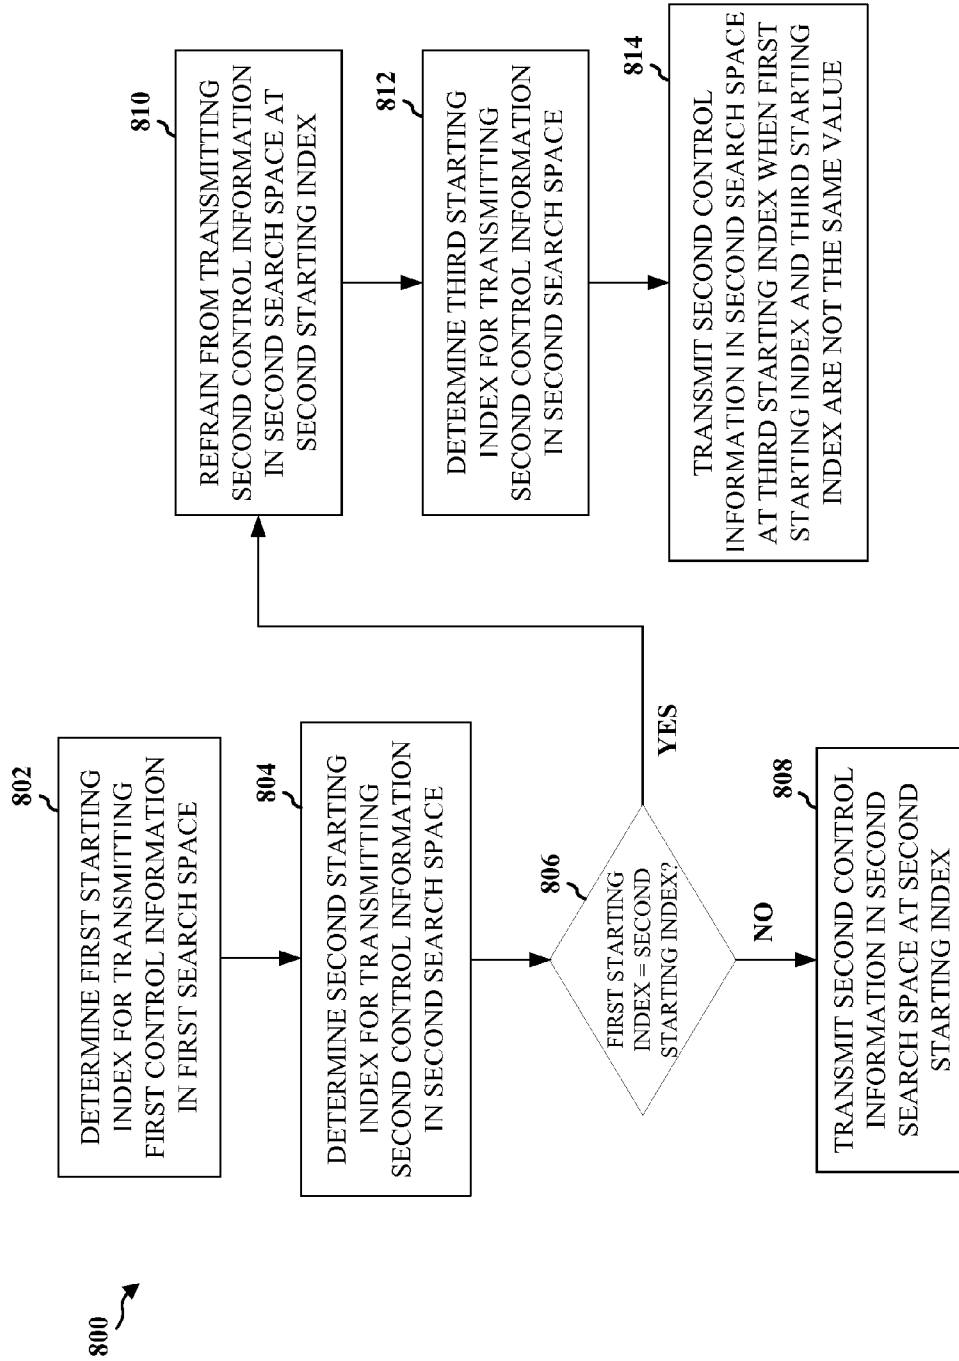 800
802
DETERMINE FIRST STARTING
INDEX FOR TRANSMITTING
FIRST CONTROL INFORMATION
IN FIRST SEARCH SPACE
804
DETERMINE SECOND STARTING
INDEX FOR TRANSMITTING
SECOND CONTROL INFORMATION
IN SECOND SEARCH SPACE
806
FIRST STARTING
INDEX = SECOND
STARTING INDEX?
YES
NO
808
TRANSMIT SECOND CONTROL
INFORMATION IN SECOND
SEARCH SPACE AT SECOND
STARTING INDEX
810
REFRAIN FROM TRANSMITTING
SECOND CONTROL INFORMATION
IN SECOND SEARCH SPACE AT
SECOND STARTING INDEX
812
DETERMINE THIRD STARTING
INDEX FOR TRANSMITTING
SECOND CONTROL INFORMATION
IN SECOND SEARCH SPACE
814
TRANSMIT SECOND CONTROL
INFORMATION IN SECOND SEARCH SPACE
AT THIRD STARTING INDEX WHEN FIRST
STARTING INDEX AND THIRD STARTING
INDEX ARE NOT THE SAME VALUE